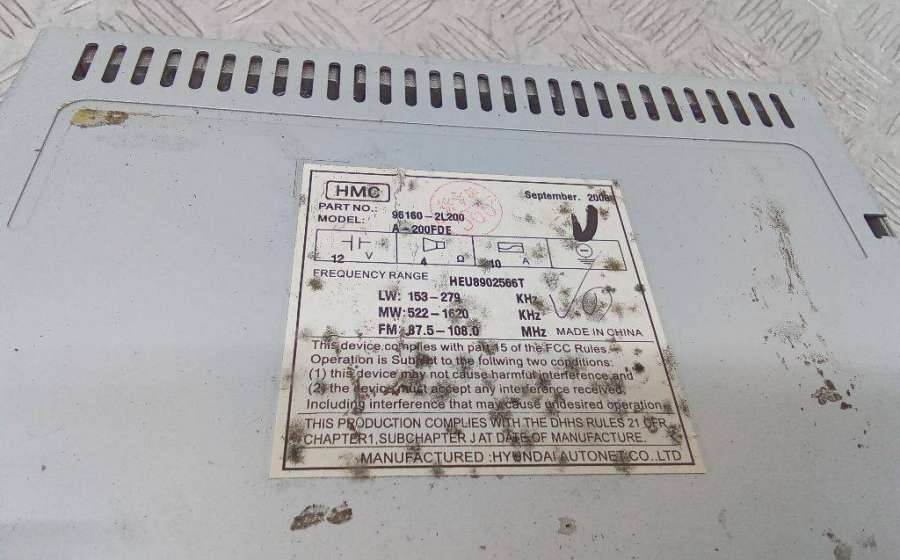 HMC
September. 2008
PART NO.: 96160-2L200
MODEL: A-200FDE
12 V 4 Ω 10 A
FREQUENCY RANGE HEU8902566T
LW: 153-279 KHz
MW: 522-1620 KHz
FM: 87.5-108.0 MHz MADE IN CHINA
This device complies with part 15 of the FCC Rules.
Operation is Subject to the follwing two conditions:
(1) this device may not cause harmful interference,and
(2) the device must accept any interference received,
Including interference that may cause undesired operation.
THIS PRODUCTION COMPLIES WITH THE DHHS RULES 21 CFR
CHAPTER1, SUBCHAPTER J AT DATE OF MANUFACTURE.
MANUFACTURED :HYUNDAI AUTONET.CO.,LTD